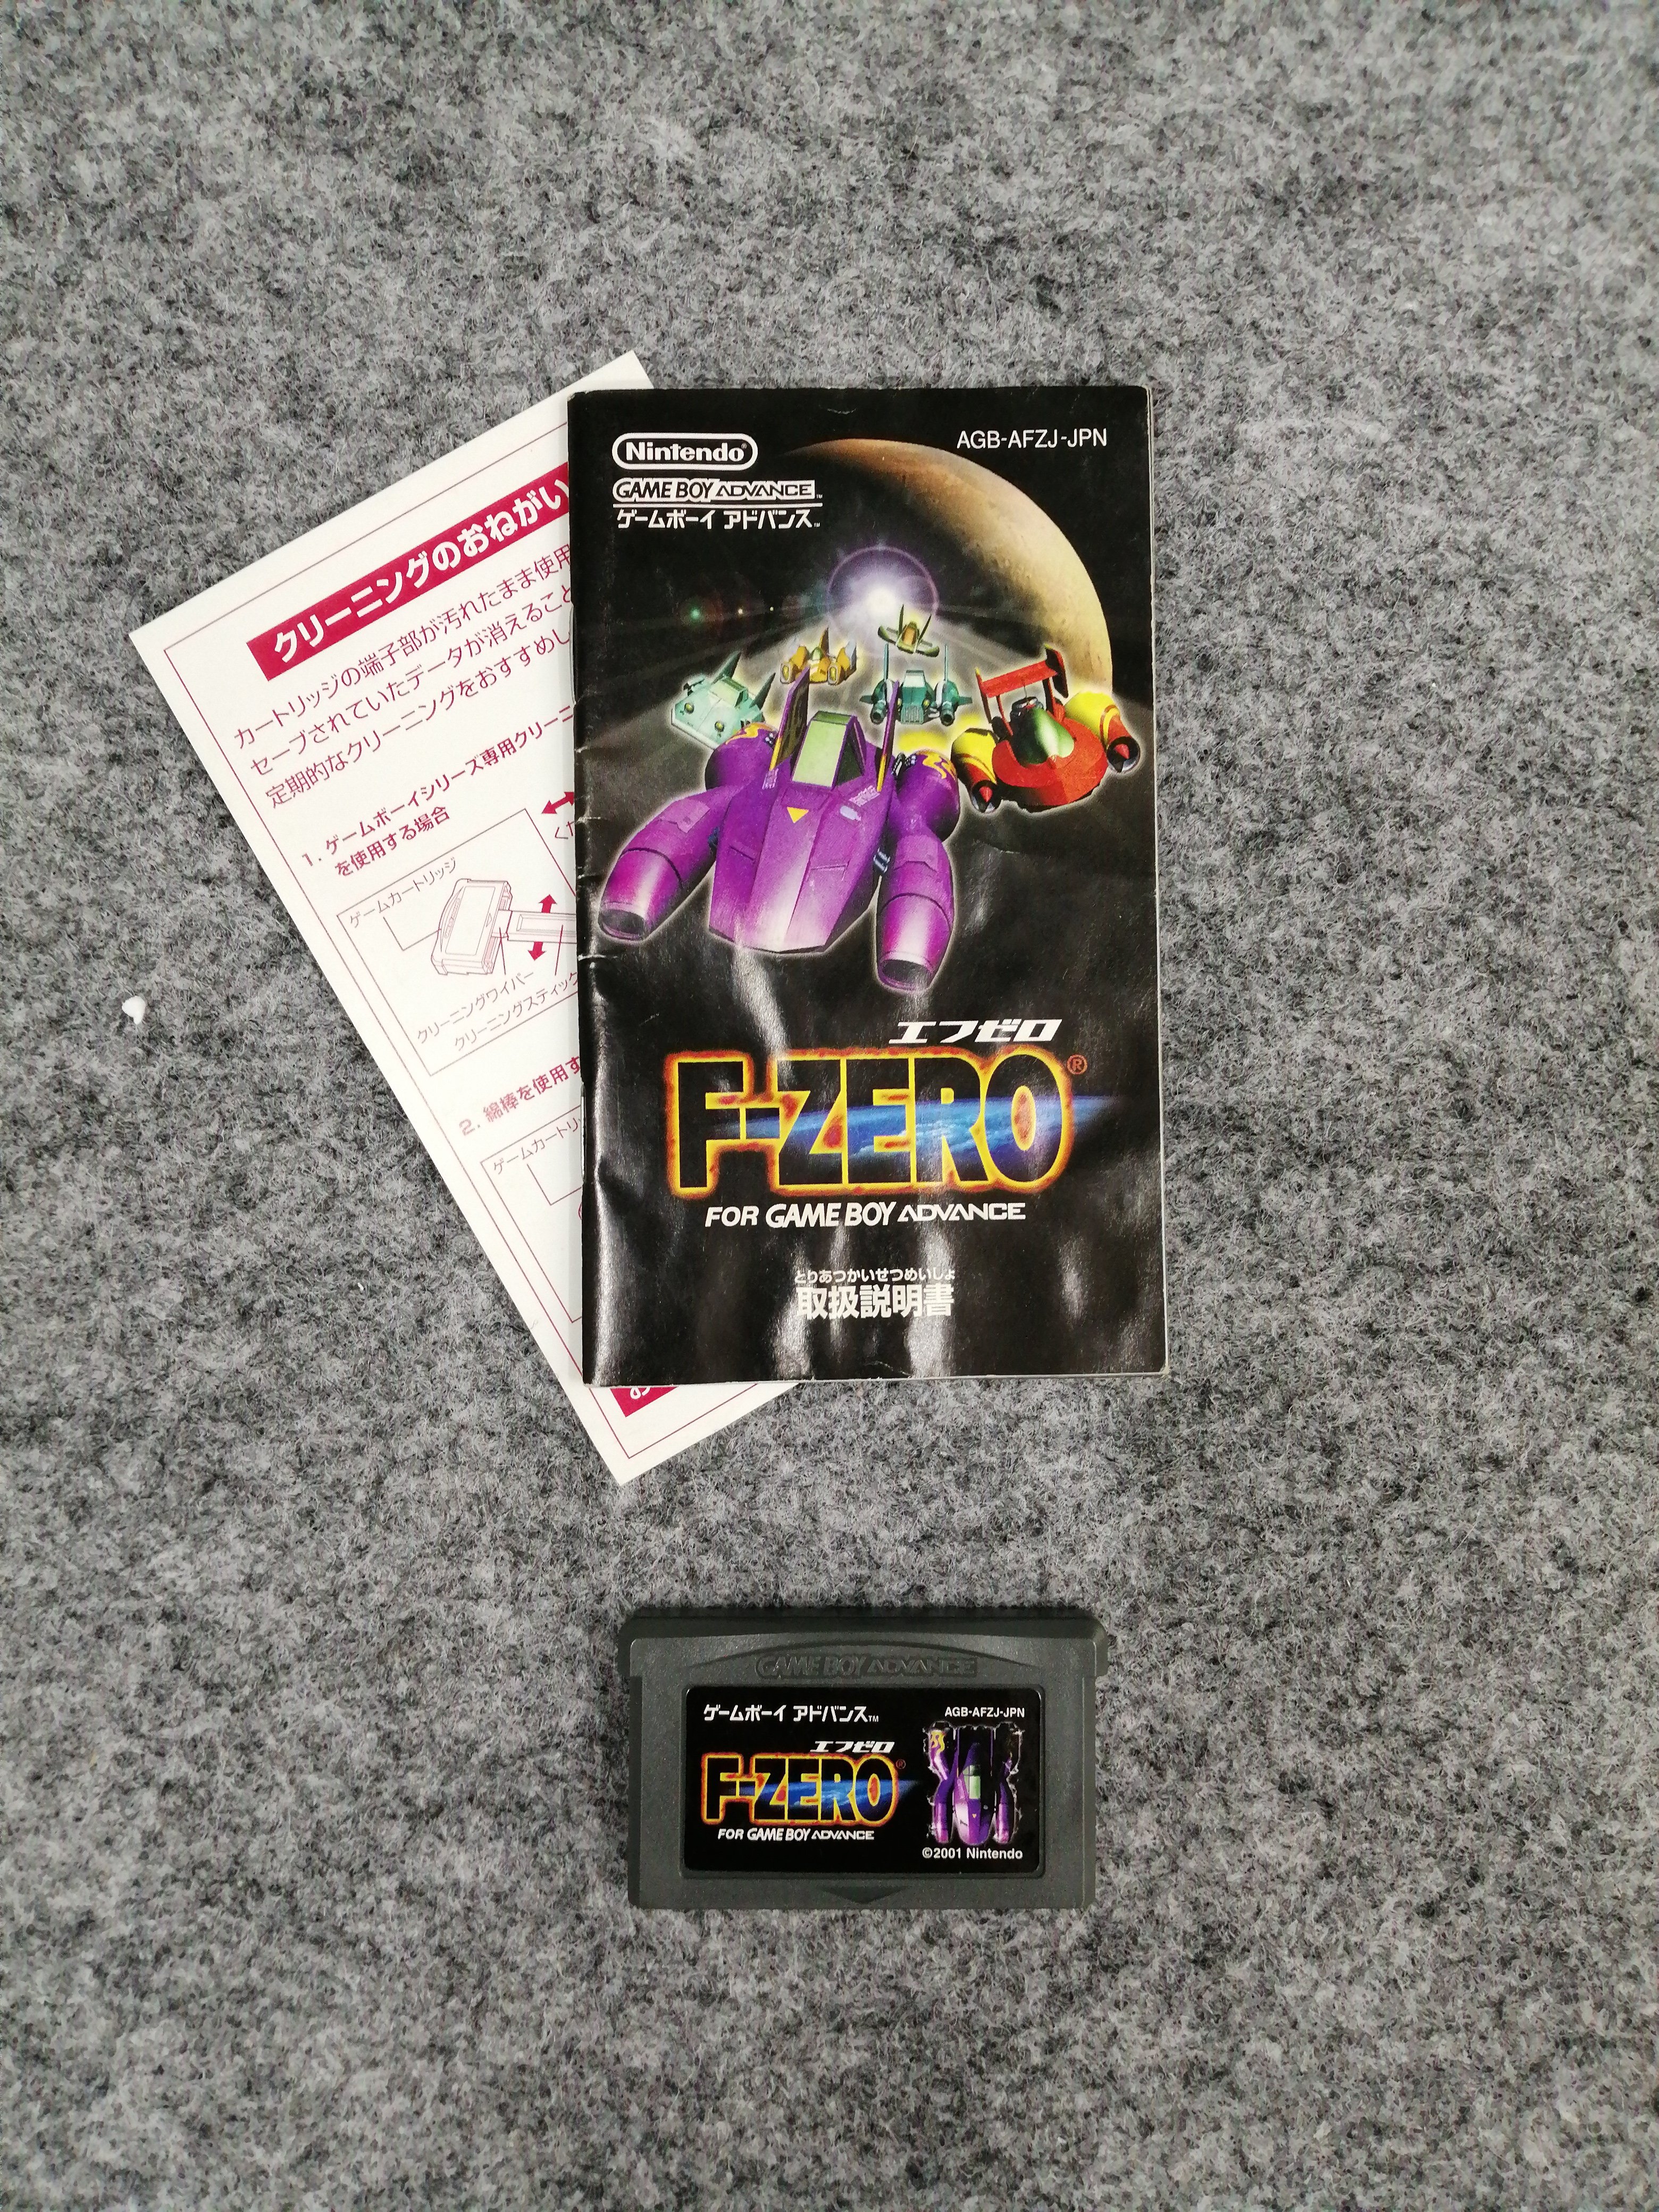 クリーニングのおねがい
カートリッジの端子部が汚れたまま使用
セーブされていたデータが消えること
定期的なクリーニングをおすすめし
1. ゲームボーイシリーズ専用クリーニ
を使用する場合
ゲームカートリッジ
クリーニングワイパー
クリーニングスティック
2. 綿棒を使用す
ゲームカートリッ
お
Nintendo®
AGB-AFZJ-JPN
GAME BOY ADVANCE™
ゲームボーイ アドバンス™
エフゼロ
F-ZERO®
FOR GAME BOY ADVANCE
とりあつかいせつめいしょ
取扱説明書
GAME BOY ADVANCE
ゲームボーイ アドバンス™
AGB-AFZJ-JPN
エフゼロ
F-ZERO®
FOR GAME BOY ADVANCE
©2001 Nintendo